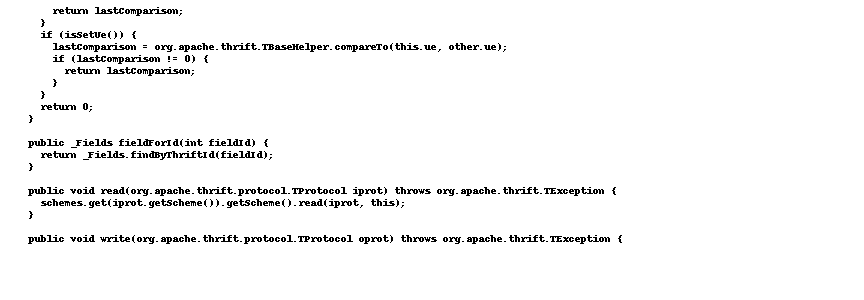 return lastComparison;
}
if (isSetUe()) {
lastComparison = org.apache.thrift.TBaseHelper.compareTo(this.ue, other.ue);
if (lastComparison != 0) {
return lastComparison;
}
}
return 0;
}
public _Fields fieldForId(int fieldId) {
return _Fields.findByThriftId(fieldId);
}
public void read(org.apache.thrift.protocol.TProtocol iprot) throws org.apache.thrift.TException {
schemes.get(iprot.getScheme()).getScheme().read(iprot, this);
}
public void write(org.apache.thrift.protocol.TProtocol oprot) throws org.apache.thrift.TException {